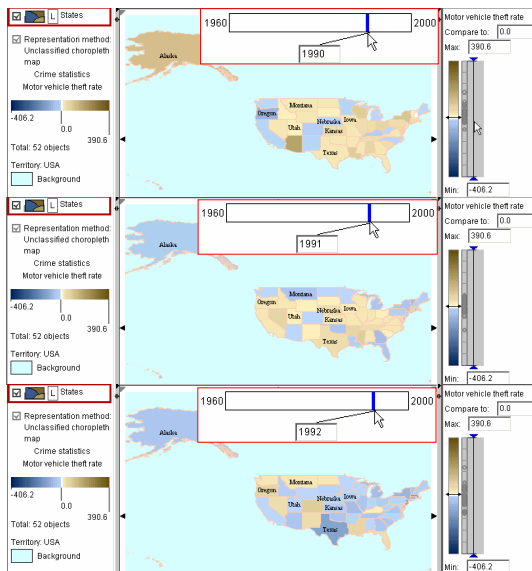 L States
Representation method:
Unclassified choropleth
map
Crime statistics
Motor vehicle theft rate
-406.2
0.0
390.6
Total: 52 objects
Territory: USA
Background
1960
2000
1990
Alaska
Montana
Oregon
Nebraska
Iowa
Utah
Kansas
Texas
Motor vehicle theft rate
Compare to: 0.0
Max: 390.6
Min: -406.2
L States
Representation method:
Unclassified choropleth
map
Crime statistics
Motor vehicle theft rate
-406.2
0.0
390.6
Total: 52 objects
Territory: USA
Background
1960
2000
1991
Alaska
Montana
Oregon
Nebraska
Iowa
Utah
Kansas
Texas
Motor vehicle theft rate
Compare to: 0.0
Max: 390.6
Min: -406.2
L States
Representation method:
Unclassified choropleth
map
Crime statistics
Motor vehicle theft rate
-406.2
0.0
390.6
Total: 52 objects
Territory: USA
Background
1960
2000
1992
Alaska
Montana
Oregon
Nebraska
Iowa
Utah
Kansas
Texas
Motor vehicle theft rate
Compare to: 0.0
Max: 390.6
Min: -406.2